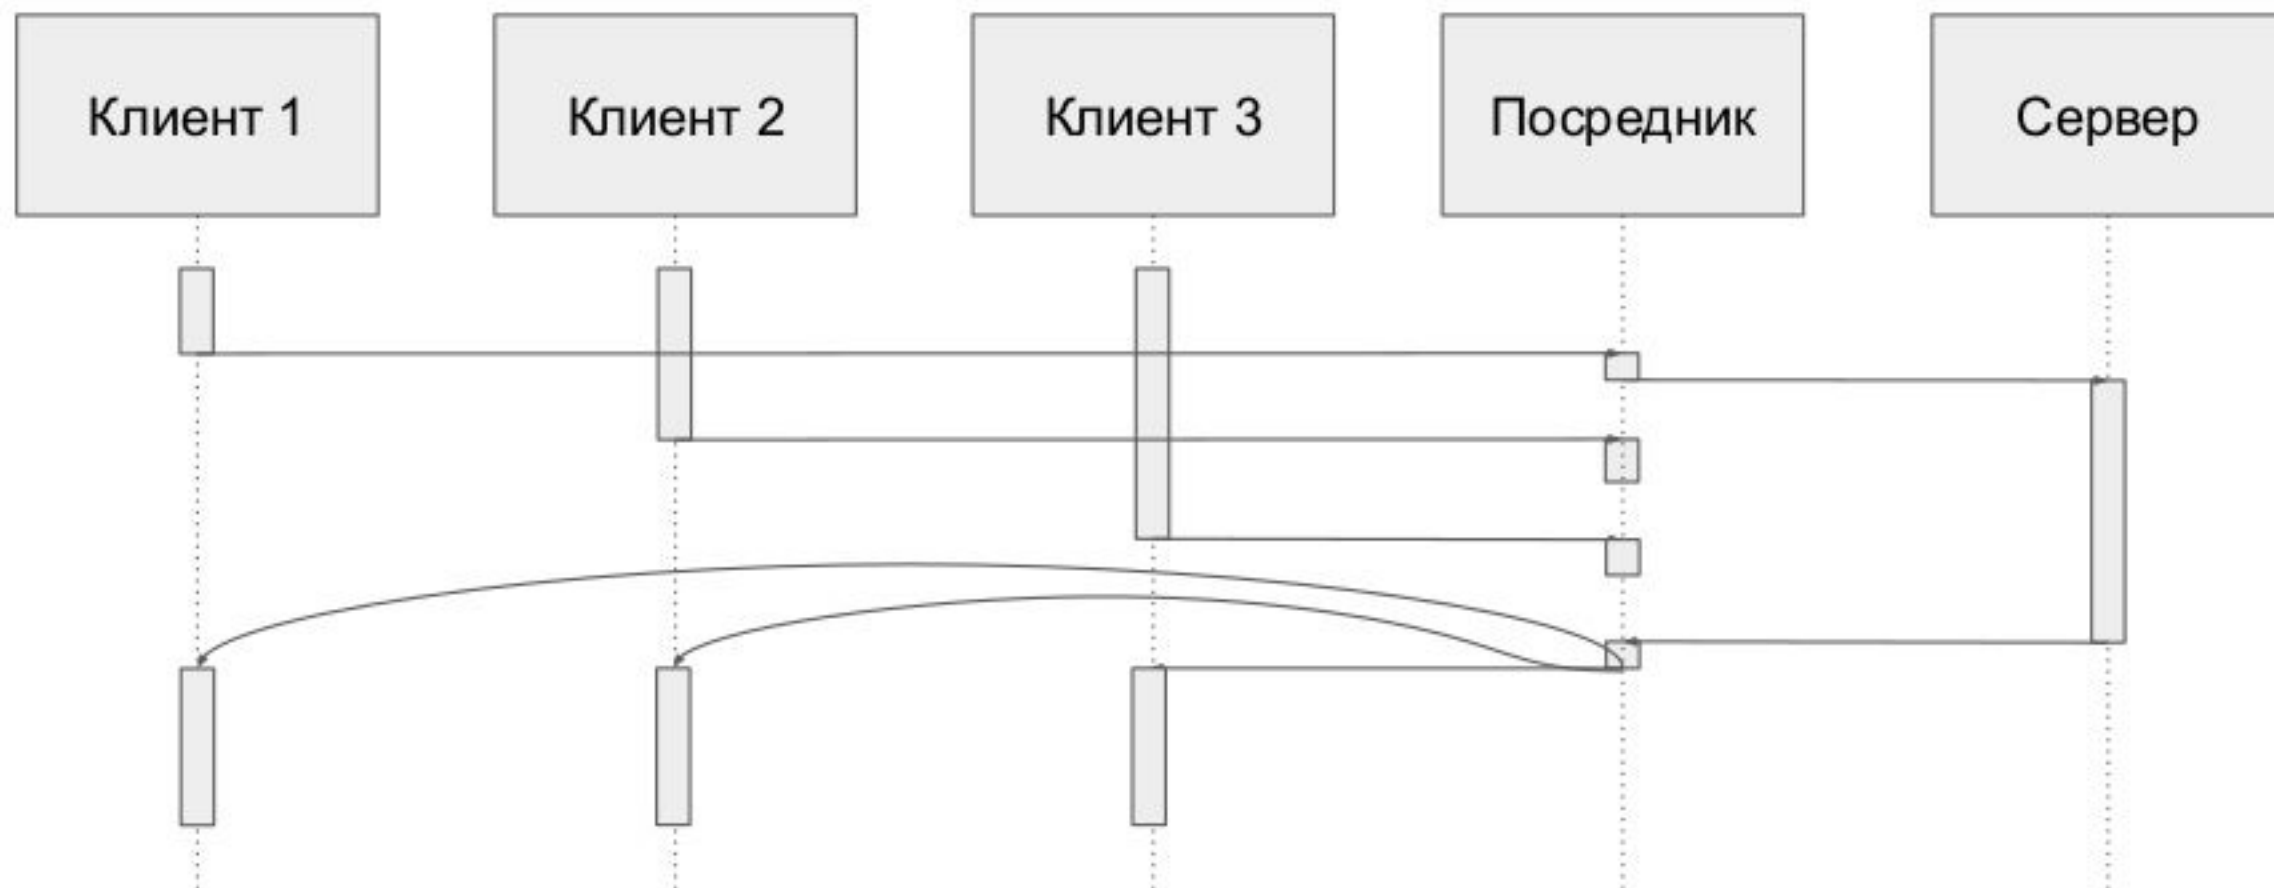 Клиент 1
Клиент 2
Клиент 3
Посредник
Сервер